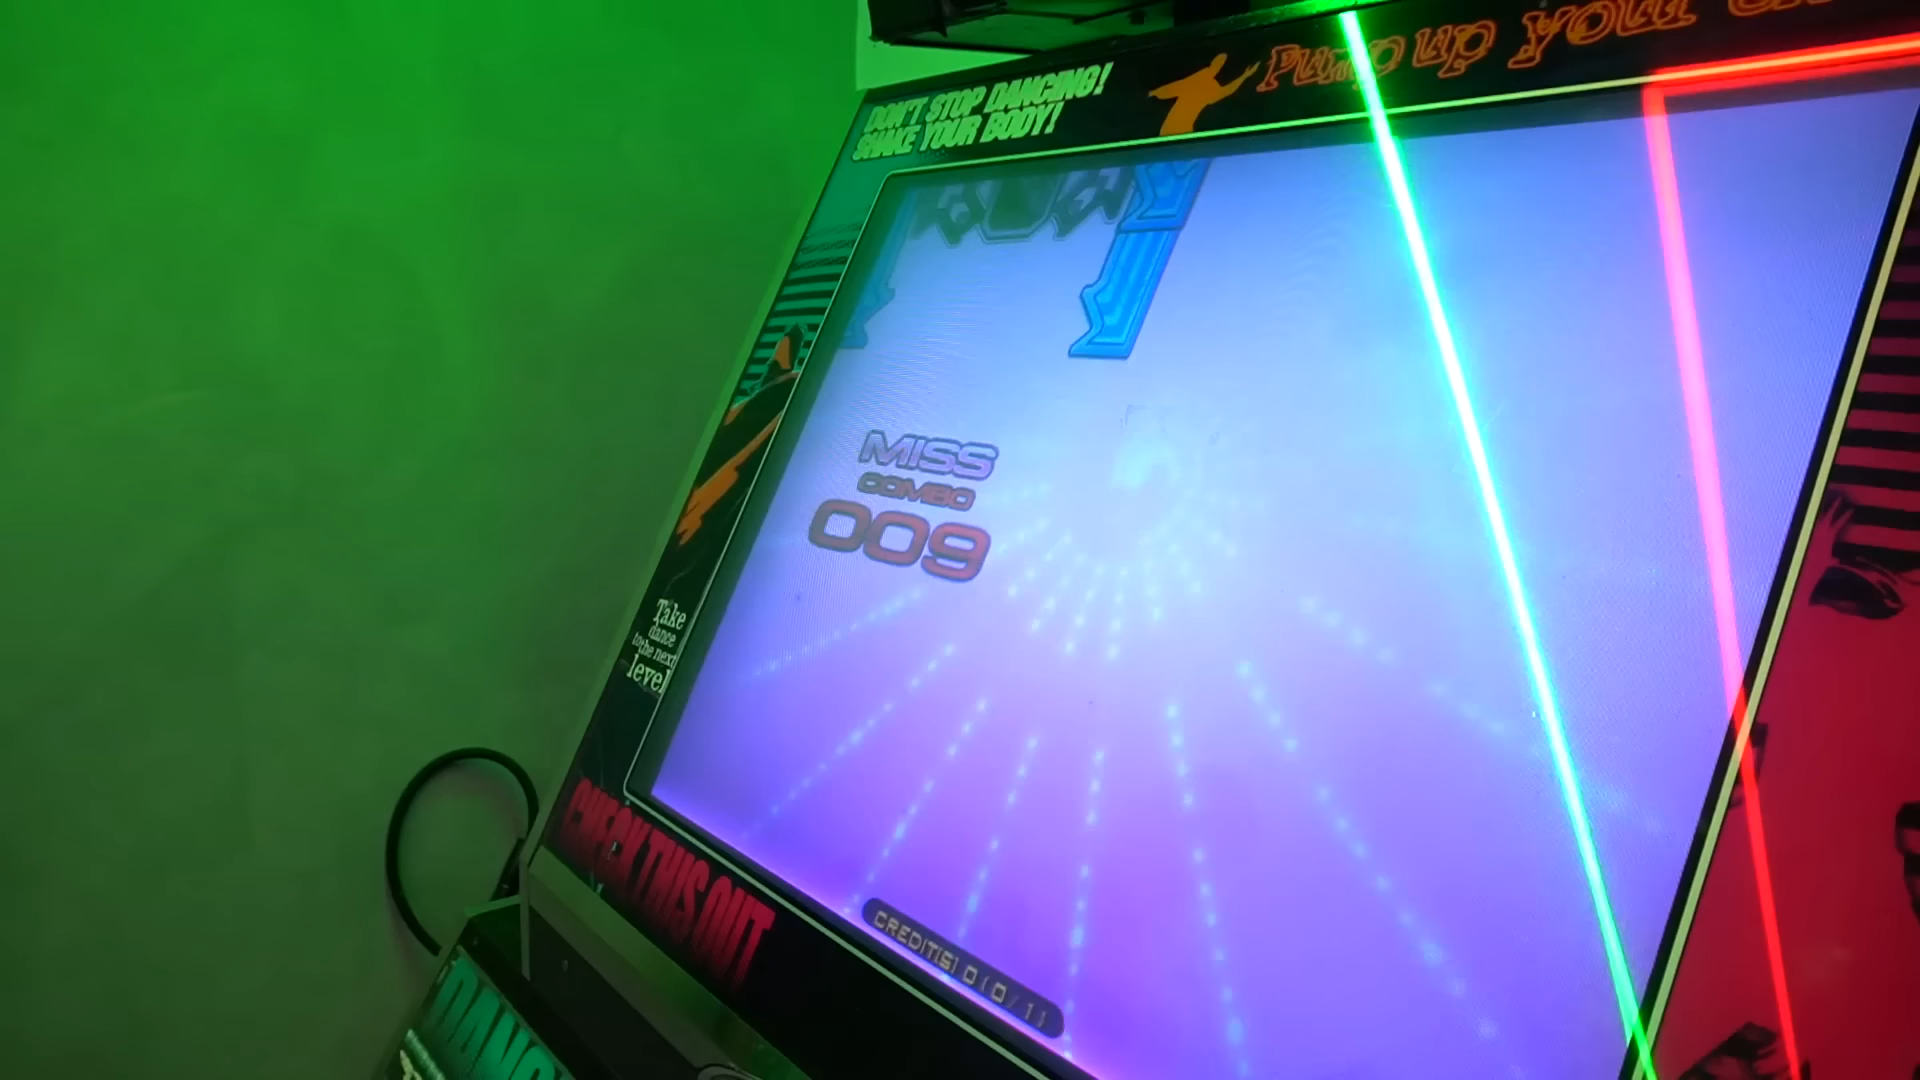 DON'T STOP DANCING!
SHAKE YOUR BODY!
Pump up your
MISS
COMBO
009
Take
dance
to the next
level
CHECK THIS OUT
CREDIT(S) 0 ( 0 / 1 )